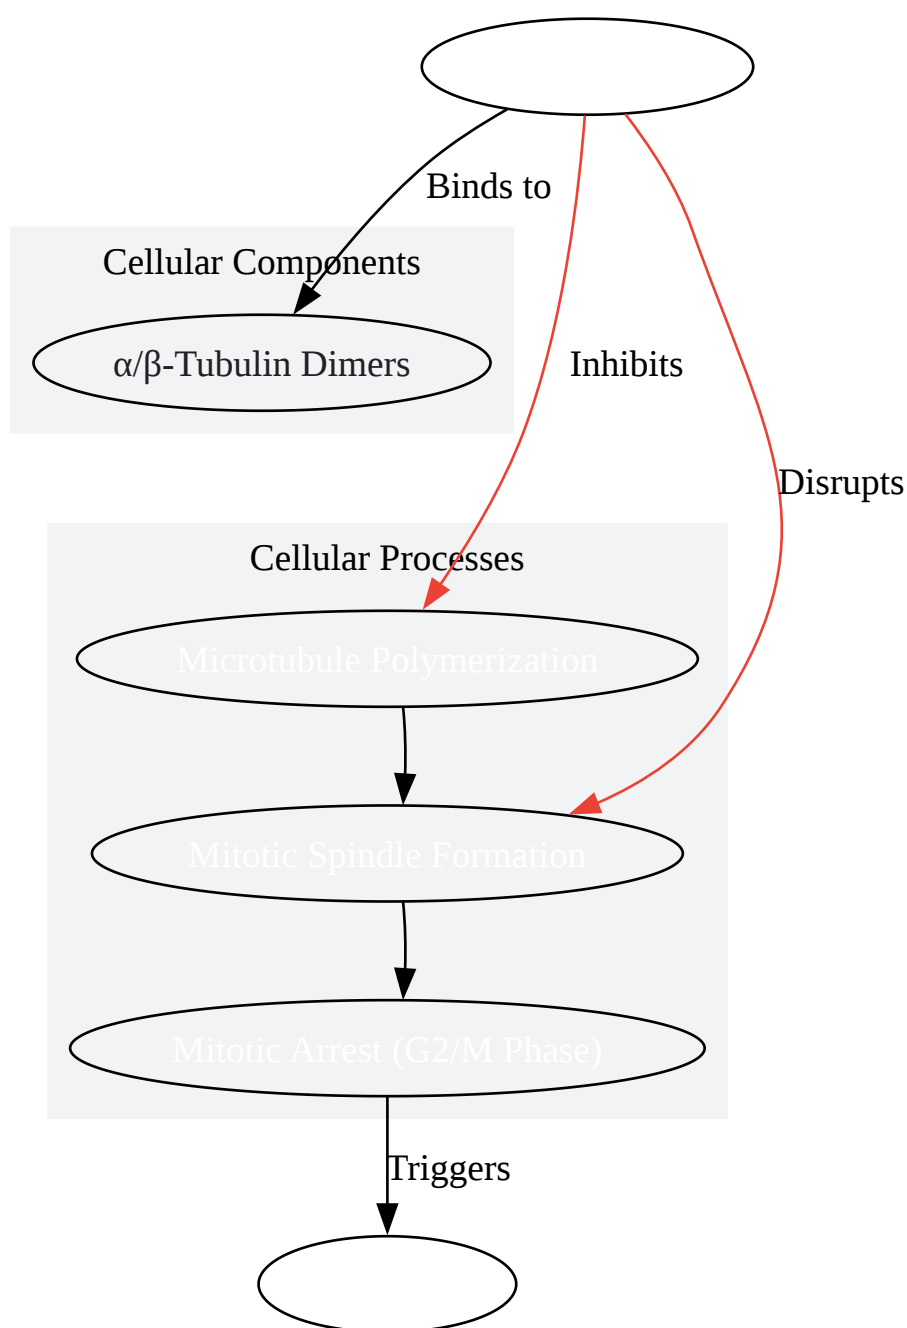 Binds to
Cellular Components
α/β-Tubulin Dimers
Inhibits
Disrupts
Cellular Processes
Microtubule Polymerization
Mitotic Spindle Formation
Mitotic Arrest (G2/M Phase)
Triggers